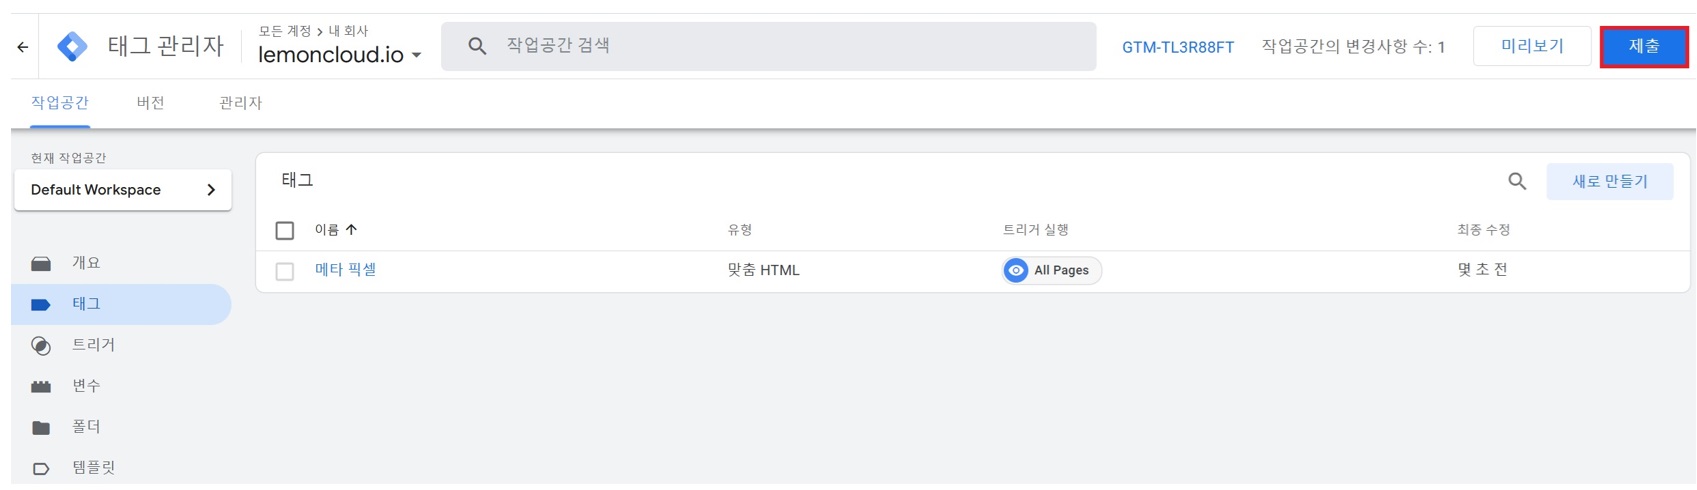 모든 계정 > 내 회사
태그 관리자
lemoncloud.io
작업공간 검색
GTM-TL3R88FT
작업공간의 변경사항 수: 1
미리보기
제출
작업공간
버전
관리자
현재 작업공간
Default Workspace
개요
태그
트리거
변수
폴더
템플릿
태그
새로 만들기
이름
유형
트리거 실행
최종 수정
메타 픽셀
맞춤 HTML
All Pages
몇 초 전